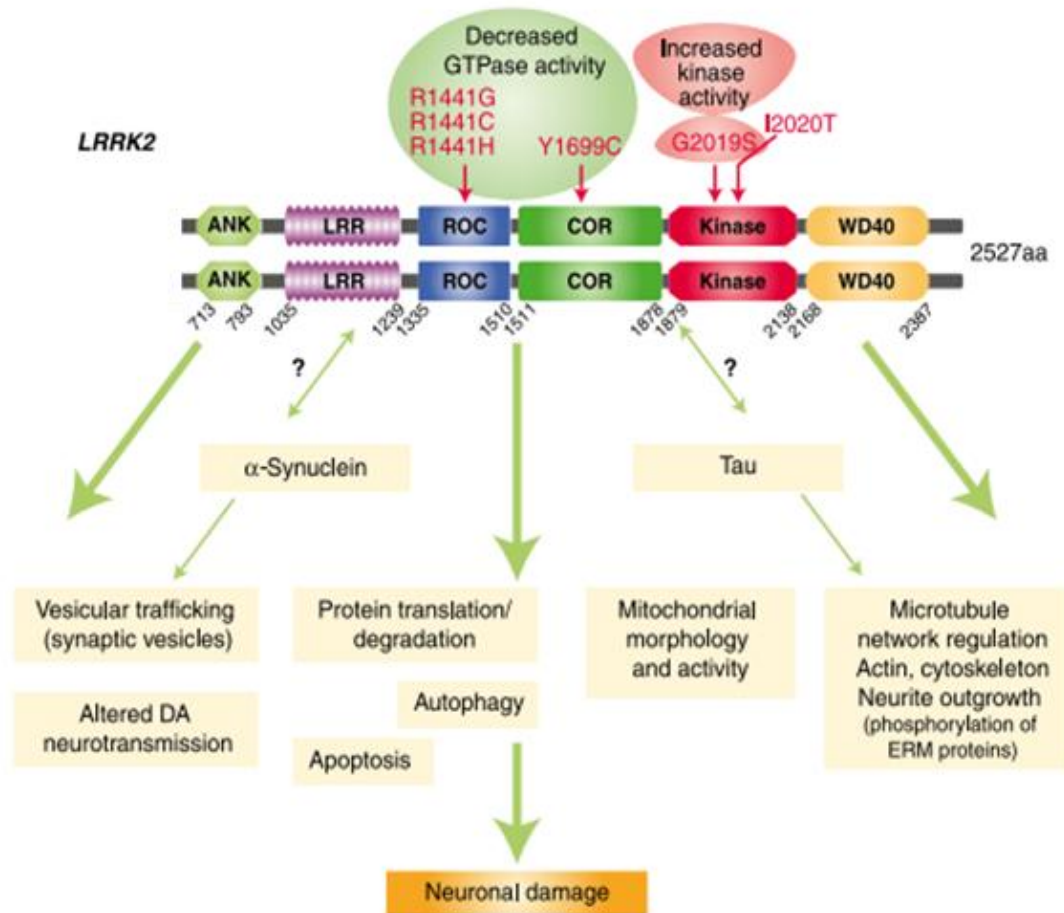 Decreased
GTPase activity
R1441G
R1441C
R1441H
Y1699C
Increased
kinase
activity
G2019S
I2020T
LRRK2
ANK
LRR
ROC
COR
Kinase
WD40
2527aa
ANK
LRR
ROC
COR
Kinase
WD40
713
793
1035
1239
1335
1510
1511
1878
1879
2138
2168
2387
?
?
α-Synuclein
Tau
Vesicular trafficking
(synaptic vesicles)
Protein translation/
degradation
Mitochondrial
morphology
and activity
Microtubule
network regulation
Actin, cytoskeleton
Neurite outgrowth
(phosphorylation of
ERM proteins)
Altered DA
neurotransmission
Autophagy
Apoptosis
Neuronal damage